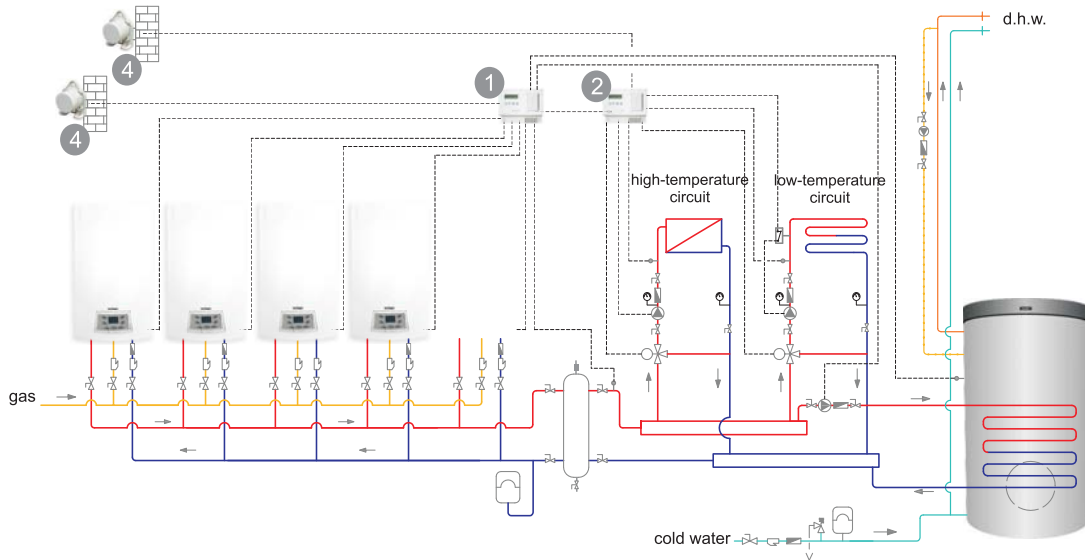 d.h.w.
4
1
2
4
high-temperature
circuit
low-temperature
circuit
gas
cold water